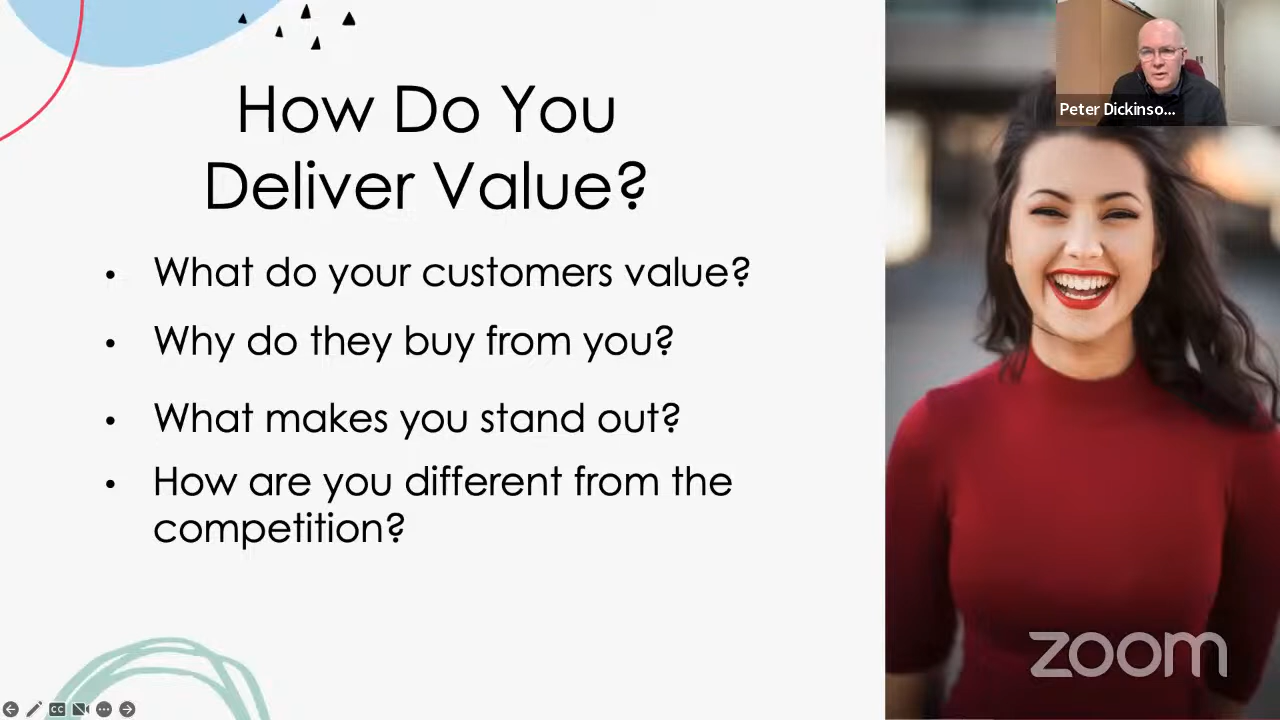 How Do You
Deliver Value?
• What do your customers value?
• Why do they buy from you?
• What makes you stand out?
• How are you different from the
competition?
Peter Dickinso...
zoom
CC